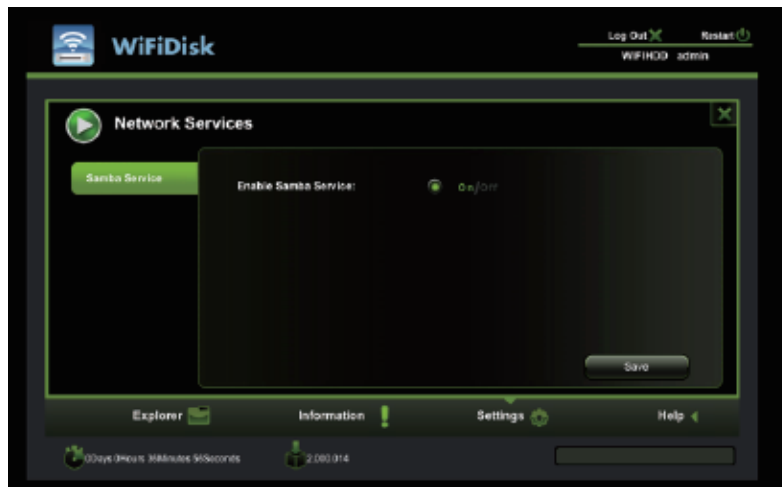 WiFiDisk
Log Out Restart
WIFIHDD admin
Network Services
Samba Service
Enable Samba Service: On/Off
Save
Explorer Information Settings Help
0Days 0Hours 36Minutes 56Seconds 2.000.014